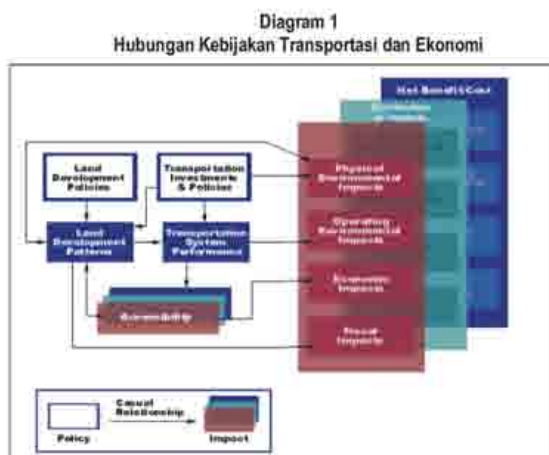 Diagram 1
Hubungan Kebijakan Transportasi dan Ekonomi
Net Benefit/Cost
Land
Development
Policies
Transportation
Investments
& Policies
Physical
Environmental
Impacts
Land
Development
Patterns
Transportation
System
Performance
Operating
Environmental
Impacts
Accessibility
Economic
Impacts
Fiscal
Impacts
Casual
Relationship
Policy
Impact